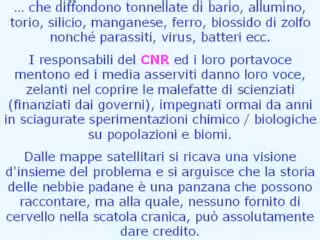 ... che diffondono tonnellate di bario, allumino,
torio, silicio, manganese, ferro, biossido di zolfo
nonché parassiti, virus, batteri ecc.
I responsabili del CNR ed i loro portavoce
mentono ed i media asserviti danno loro voce,
zelanti nel coprire le malefatte di scienziati
(finanziati dai governi), impegnati ormai da anni
in sciagurate sperimentazioni chimico / biologiche
su popolazioni e biomi.
Dalle mappe satellitari si ricava una visione
d'insieme del problema e si arguisce che la storia
delle nebbie padane è una panzana che possono
raccontare, ma alla quale, nessuno fornito di
cervello nella scatola cranica, può assolutamente
dare credito.